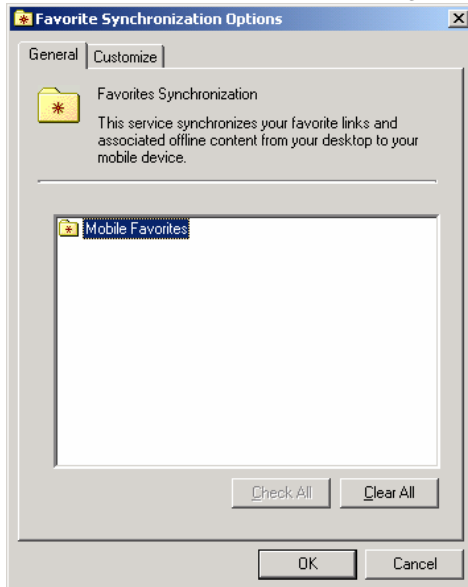 Favorite Synchronization Options
General Customize
Favorites Synchronization
This service synchronizes your favorite links and
associated offline content from your desktop to your
mobile device.
Mobile Favorites
Check All Clear All
OK Cancel